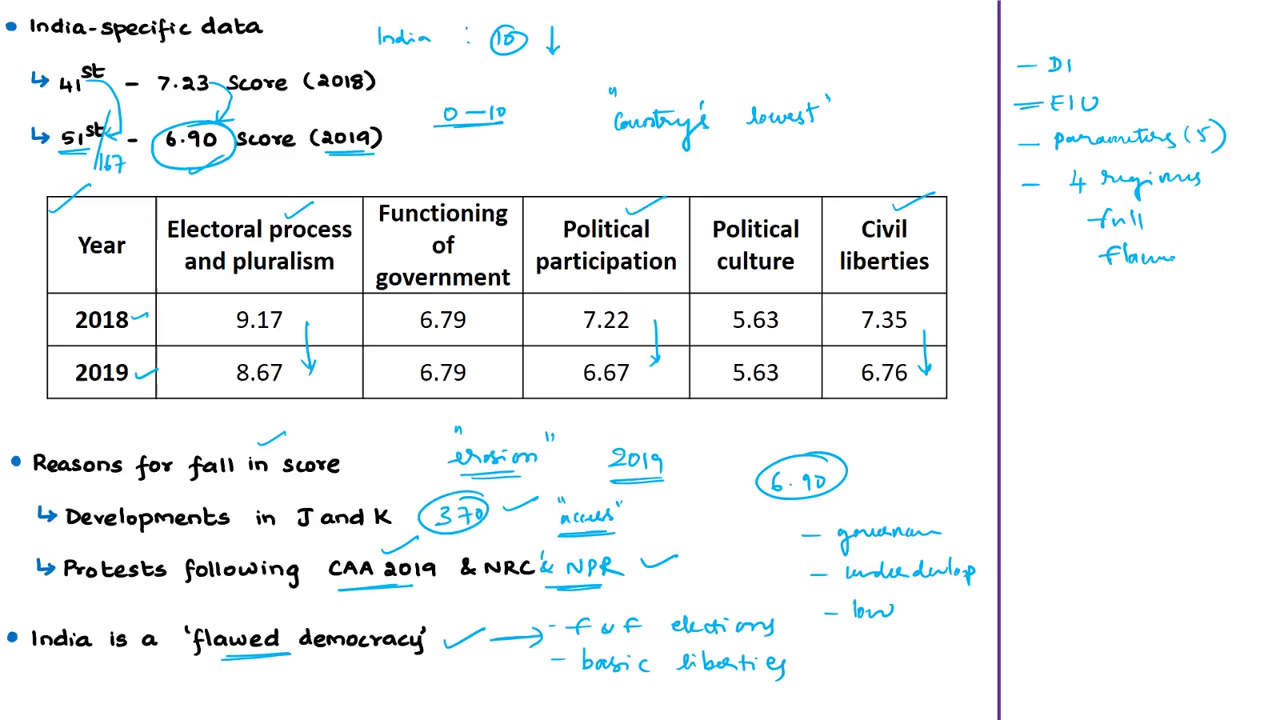 • India-specific data
India : 10 ↓
↳ 41st - 7.23 Score (2018)
0 - 10 "Country's lowest"
↳ 51st - 6.90 Score (2019)
/167
Year Electoral process and pluralism Functioning of government Political participation Political culture Civil liberties
2018 9.17 6.79 7.22 5.63 7.35
2019 8.67 6.79 6.67 5.63 6.76
• Reasons for fall in score "erosion" 2019
6.90
↳ Developments in J and K 370 "access"
↳ Protests following CAA 2019 & NRC & NPR
• India is a 'flawed democracy' → - F & F elections
- basic liberties
- governan
- underdevlop
- low
- DI
- EIU
- parameters (5)
- 4 regimes
full
flawe